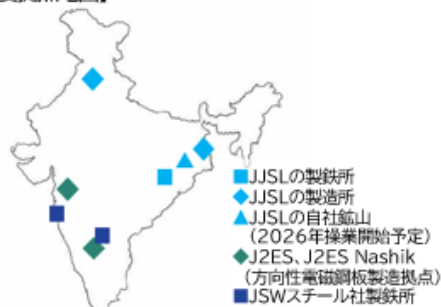 JJSLの製鉄所
JJSLの製造所
JJSLの自社鉱山
（2026年操業開始予定）
J2ES、J2ES Nashik
（方向性電磁鋼板製造拠点）
JSWスチール社製鉄所